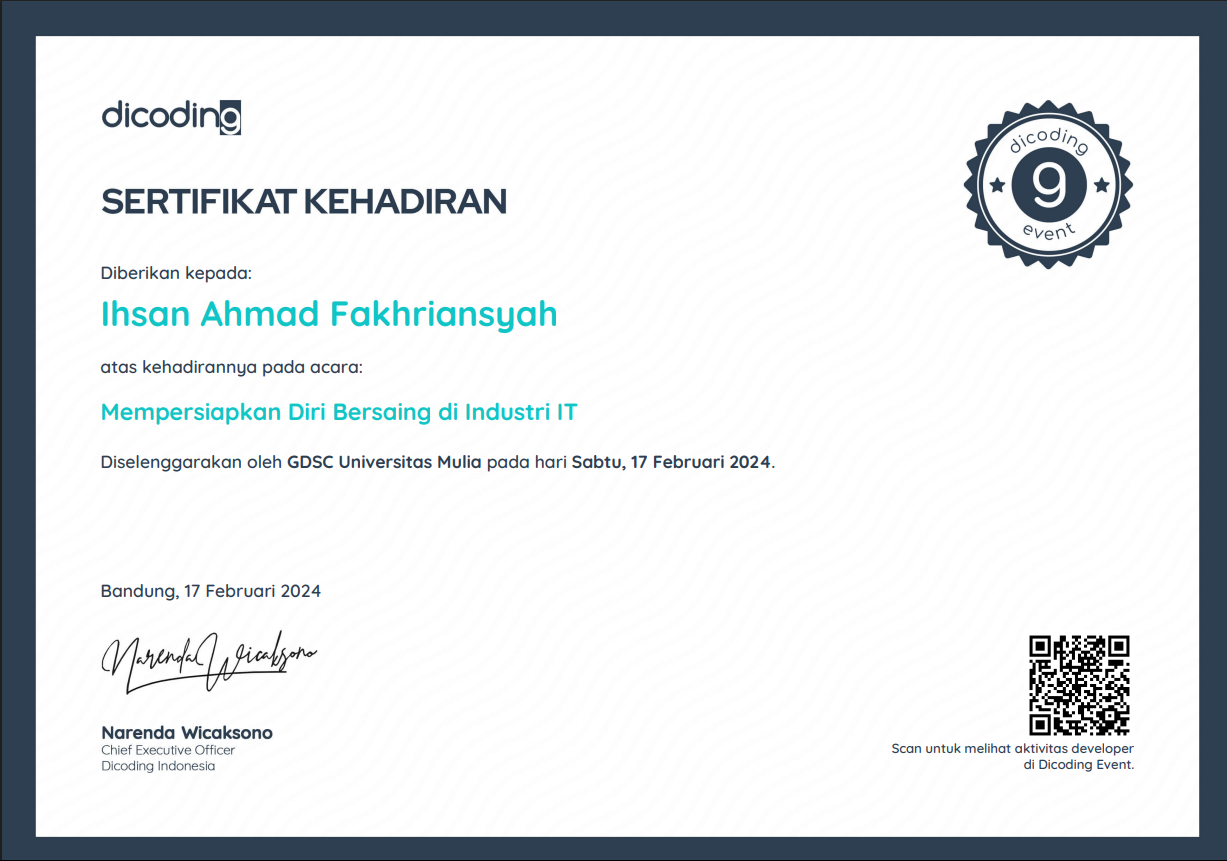 dicoding
SERTIFIKAT KEHADIRAN
dicoding
9
event
Diberikan kepada:
Ihsan Ahmad Fakhriansyah
atas kehadirannya pada acara:
Mempersiapkan Diri Bersaing di Industri IT
Diselenggarakan oleh GDSC Universitas Mulia pada hari Sabtu, 17 Februari 2024.
Bandung, 17 Februari 2024
Narenda Wicaksono
Narenda Wicaksono
Chief Executive Officer
Dicoding Indonesia
Scan untuk melihat aktivitas developer
di Dicoding Event.